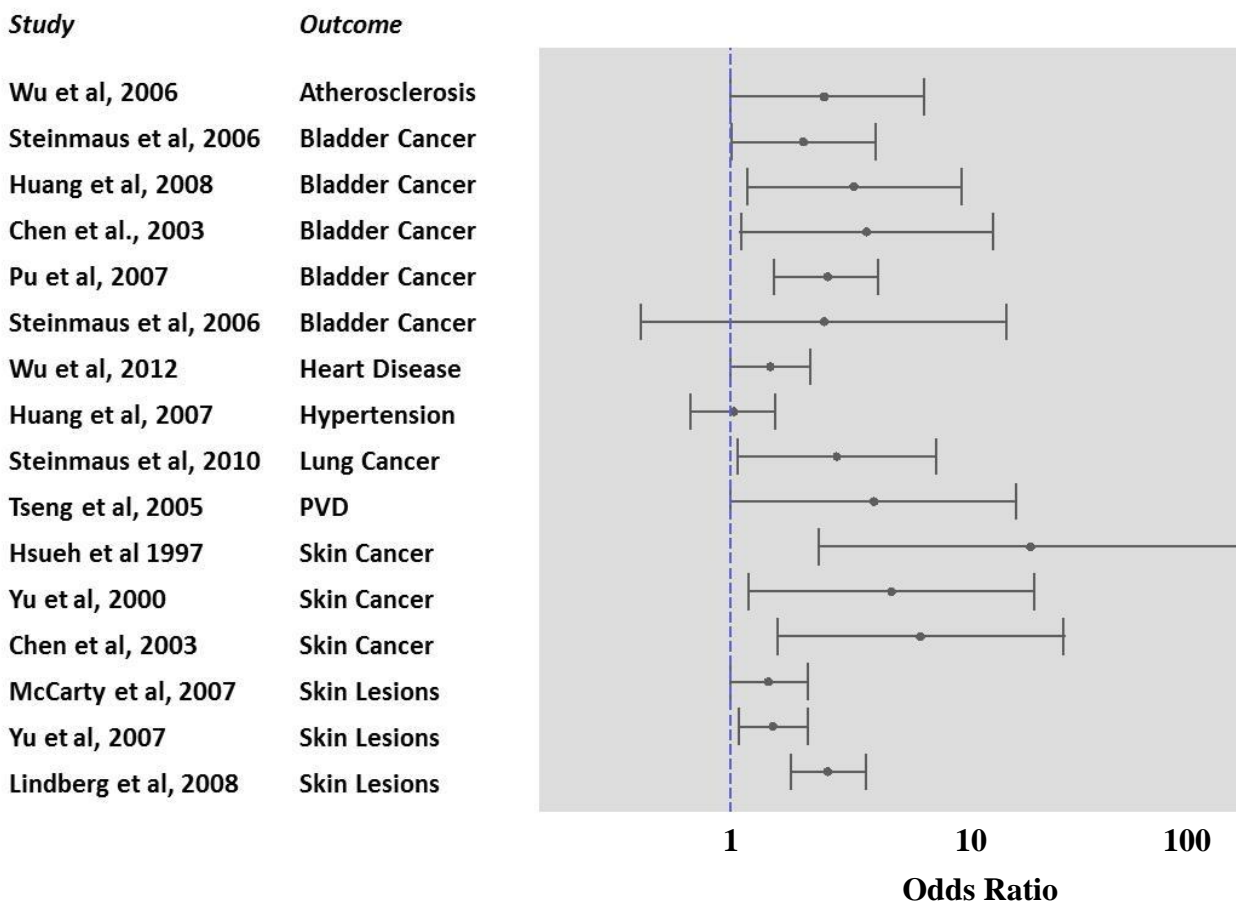 Study Outcome
Wu et al, 2006 Atherosclerosis
Steinmaus et al, 2006 Bladder Cancer
Huang et al, 2008 Bladder Cancer
Chen et al., 2003 Bladder Cancer
Pu et al, 2007 Bladder Cancer
Steinmaus et al, 2006 Bladder Cancer
Wu et al, 2012 Heart Disease
Huang et al, 2007 Hypertension
Steinmaus et al, 2010 Lung Cancer
Tseng et al, 2005 PVD
Hsueh et al 1997 Skin Cancer
Yu et al, 2000 Skin Cancer
Chen et al, 2003 Skin Cancer
McCarty et al, 2007 Skin Lesions
Yu et al, 2007 Skin Lesions
Lindberg et al, 2008 Skin Lesions
1 10 100
Odds Ratio